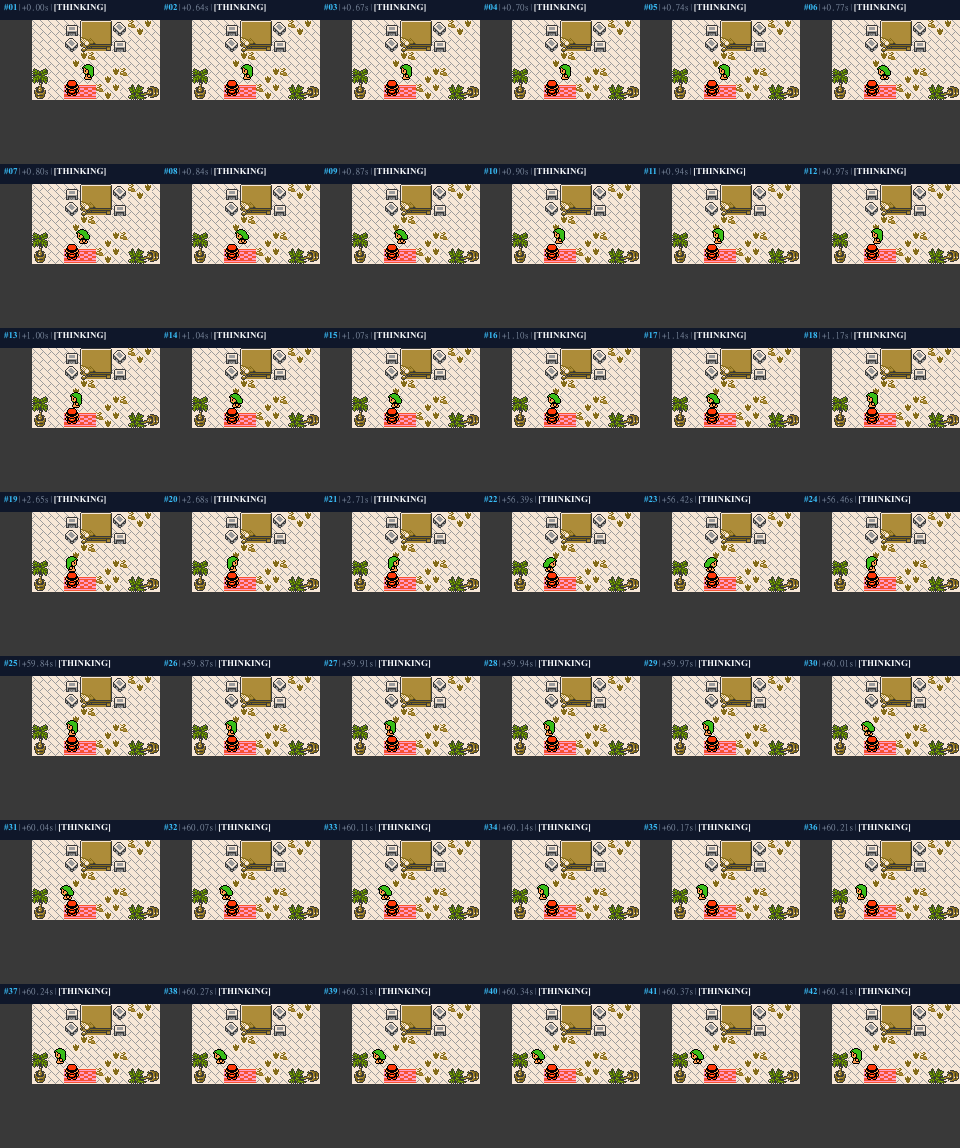 #01|+0.00s|[THINKING]
#02|+0.64s|[THINKING]
#03|+0.67s|[THINKING]
#04|+0.70s|[THINKING]
#05|+0.74s|[THINKING]
#06|+0.77s|[THINKING]
#07|+0.80s|[THINKING]
#08|+0.84s|[THINKING]
#09|+0.87s|[THINKING]
#10|+0.90s|[THINKING]
#11|+0.94s|[THINKING]
#12|+0.97s|[THINKING]
#13|+1.00s|[THINKING]
#14|+1.04s|[THINKING]
#15|+1.07s|[THINKING]
#16|+1.10s|[THINKING]
#17|+1.14s|[THINKING]
#18|+1.17s|[THINKING]
#19|+2.65s|[THINKING]
#20|+2.68s|[THINKING]
#21|+2.71s|[THINKING]
#22|+56.39s|[THINKING]
#23|+56.42s|[THINKING]
#24|+56.46s|[THINKING]
#25|+59.84s|[THINKING]
#26|+59.87s|[THINKING]
#27|+59.91s|[THINKING]
#28|+59.94s|[THINKING]
#29|+59.97s|[THINKING]
#30|+60.01s|[THINKING]
#31|+60.04s|[THINKING]
#32|+60.07s|[THINKING]
#33|+60.11s|[THINKING]
#34|+60.14s|[THINKING]
#35|+60.17s|[THINKING]
#36|+60.21s|[THINKING]
#37|+60.24s|[THINKING]
#38|+60.27s|[THINKING]
#39|+60.31s|[THINKING]
#40|+60.34s|[THINKING]
#41|+60.37s|[THINKING]
#42|+60.41s|[THINKING]